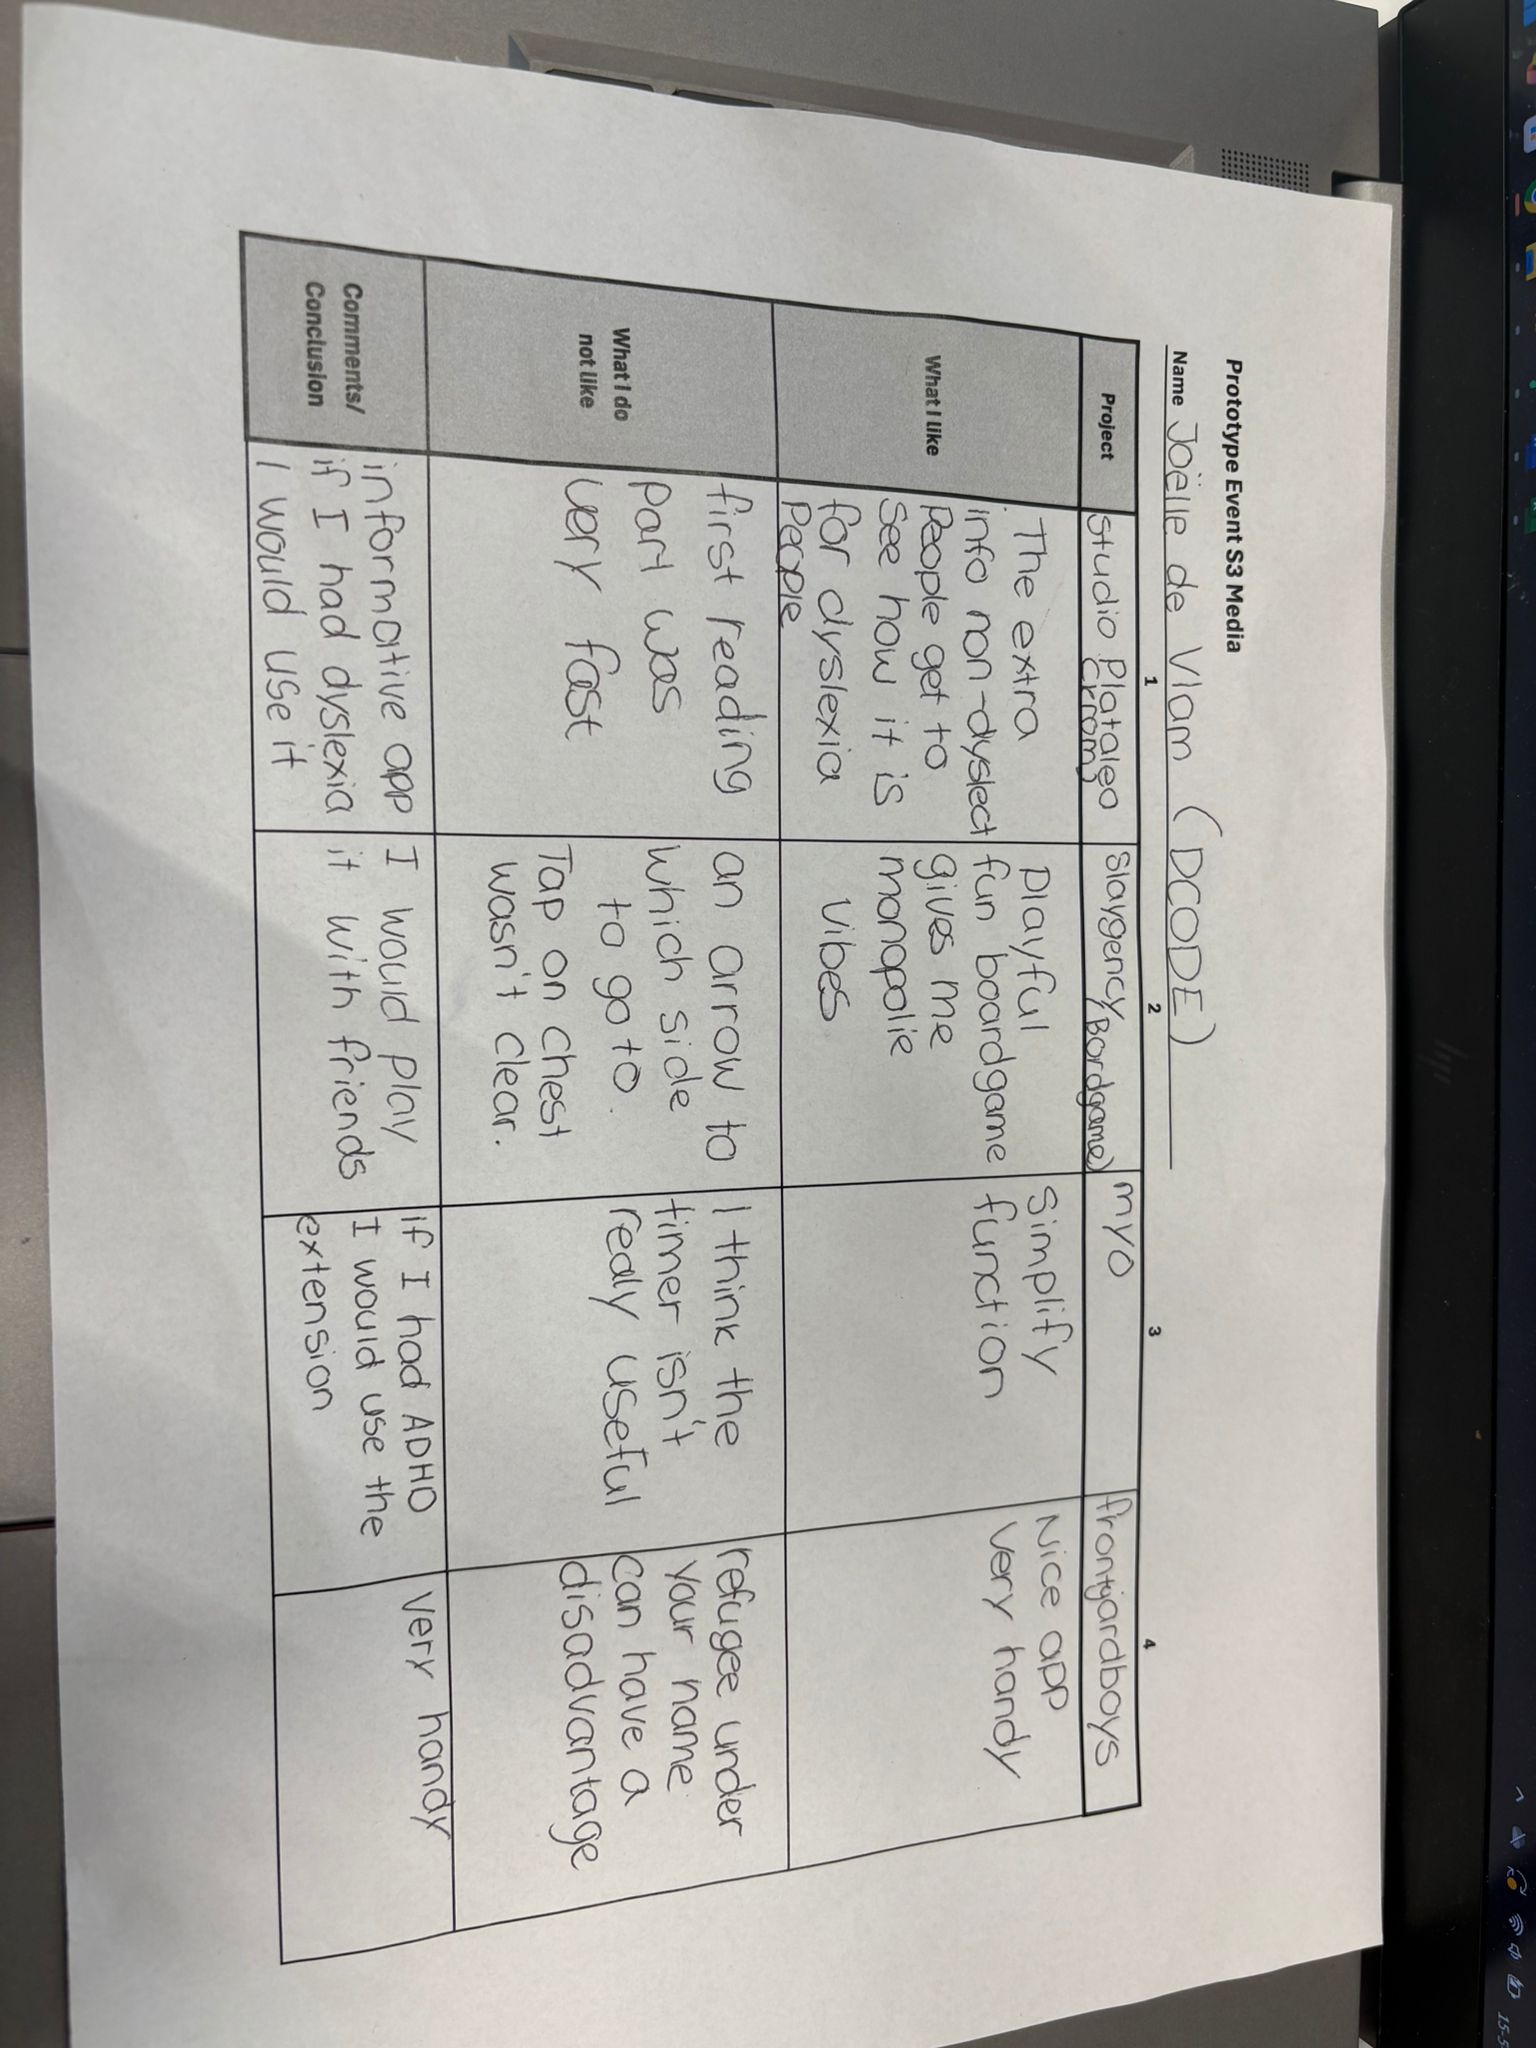 15-5
hp
Prototype Event S3 Media
Name Joëlle de Vlam (DCODE)
1 2 3 4
Project
studio Plataleo
Slaygency
(Bordgame)
myo
frontyardboys
What I like
The extra
info non-dyslect
People get to
see how it is
for dyslexia
People
Playful
fun boardgame
gives me
monopolie
vibes
Simplify
function
Nice app
very handy
What I do
not like
first reading
part was
very fast
an arrow to
which side
to go to.
Tap on chest
wasn't clear.
I think the
timer isn't
realy useful
refugee under
your name
can have a
disadvantage
Comments/
Conclusion
informative app
if I had dyslexia
I would use it
I would play
it with friends
if I had ADHD
I would use the
extension
very handy